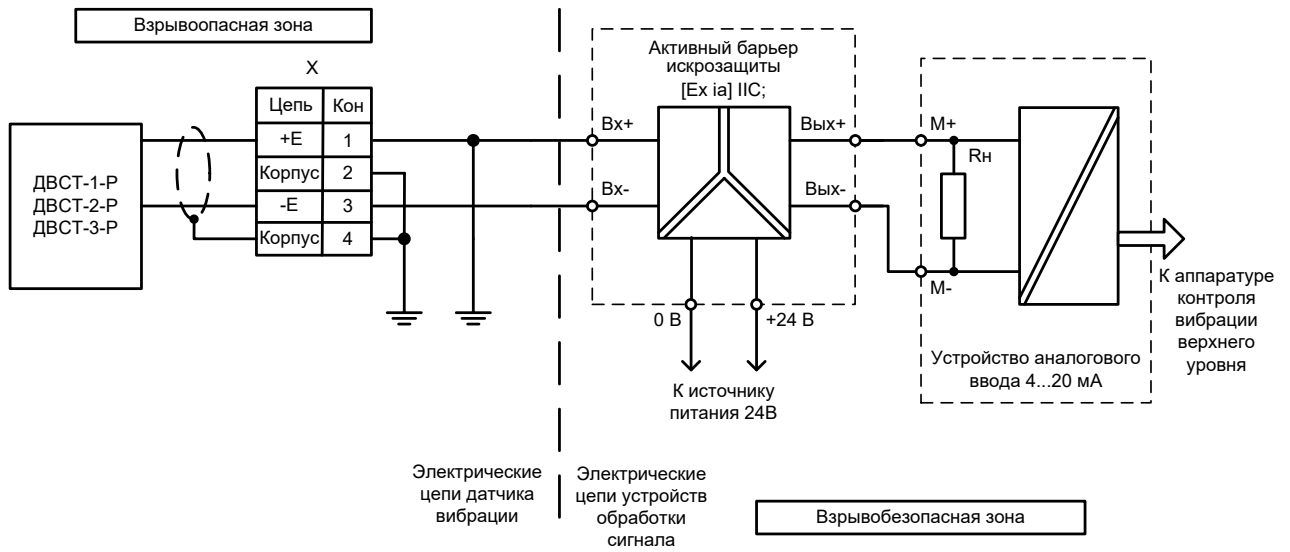 Взрывоопасная зона
X
Цепь Кон
+E 1
Корпус 2
-E 3
Корпус 4
ДВСТ-1-Р
ДВСТ-2-Р
ДВСТ-3-Р
Активный барьер
искрозащиты
[Ex ia] IIC;
Вх+
Вх-
Вых+
Вых-
0 В
+24 В
К источнику
питания 24В
М+
Rн
М-
Устройство аналогового
ввода 4...20 мА
К аппаратуре
контроля
вибрации
верхнего
уровня
Электрические
цепи датчика
вибрации
Электрические
цепи устройств
обработки
сигнала
Взрывобезопасная зона